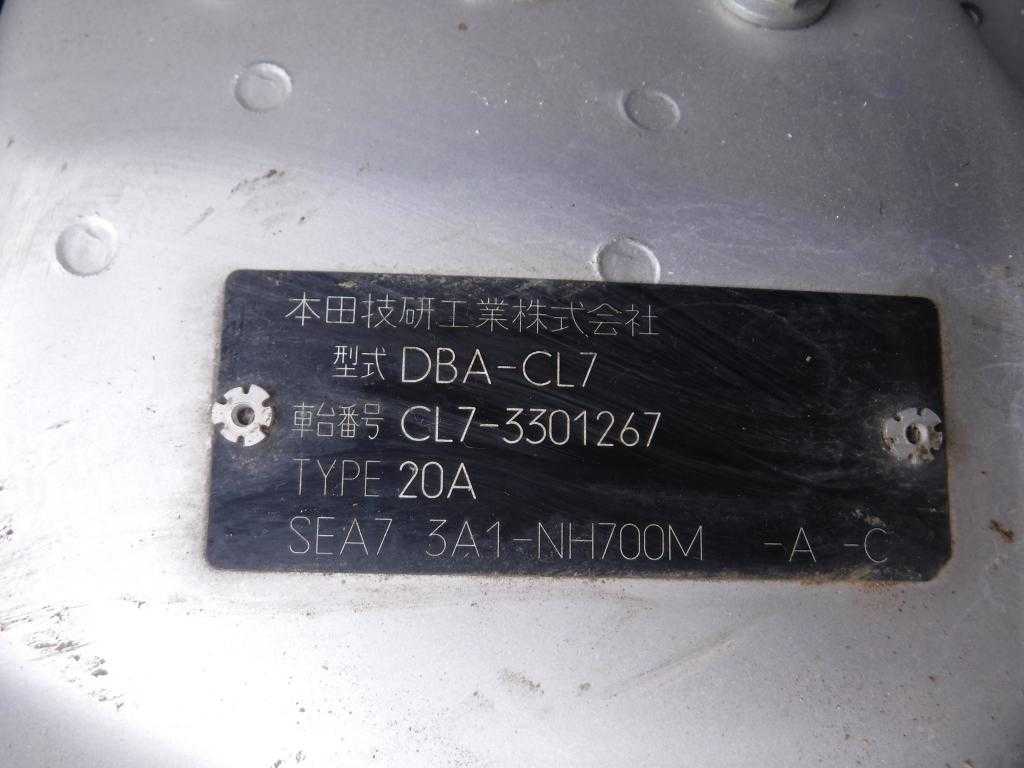 本田技研工業株式会社
型式 DBA-CL7
車台番号 CL7-3301267
TYPE 20A
SEA7 3A1-NH700M -A -C